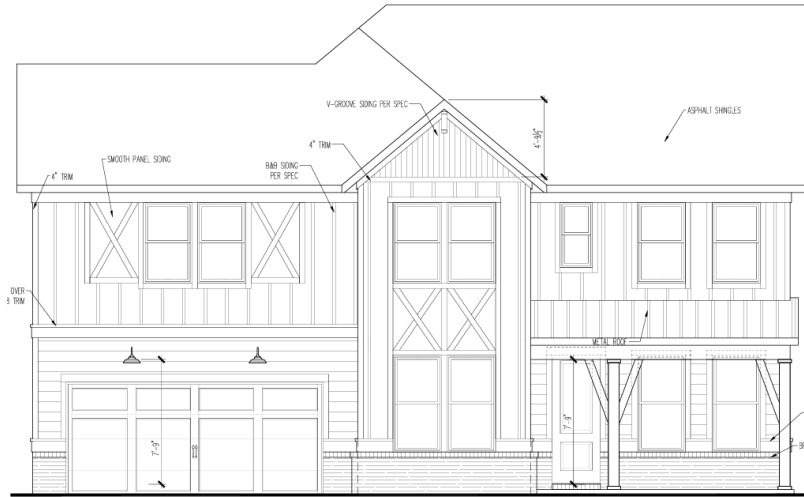 V-GROOVE SIDING PER SPEC
ASPHALT SHINGLES
4'-9½"
4" TRIM
SMOOTH PANEL SIDING
B&B SIDING
PER SPEC
4" TRIM
OVER
TRIM
METAL ROOF
7'-9"
7'-9"